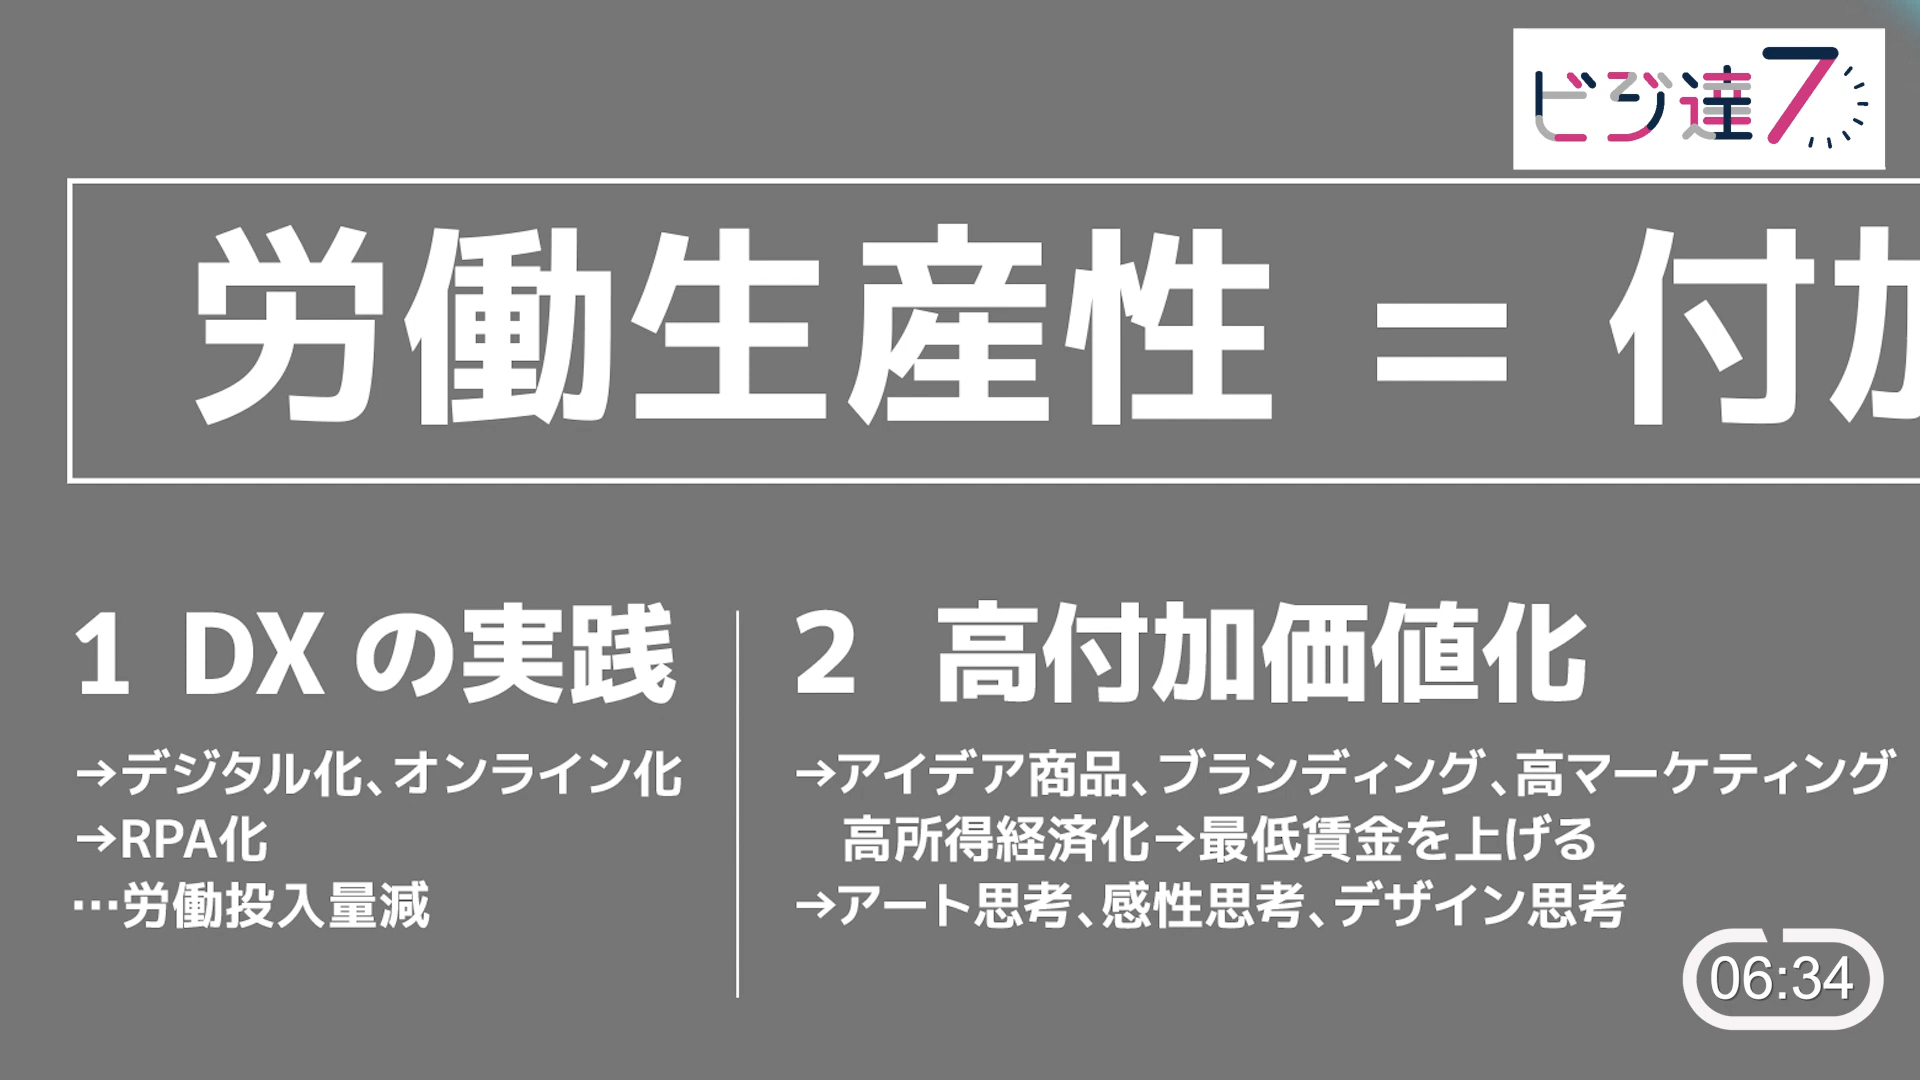 ビジ達7
労働生産性 = 付加
1 DX の実践
→デジタル化、オンライン化
→RPA化
…労働投入量減
2 高付加価値化
→アイデア商品、ブランディング、高マーケティング
高所得経済化→最低賃金を上げる
→アート思考、感性思考、デザイン思考
06:34